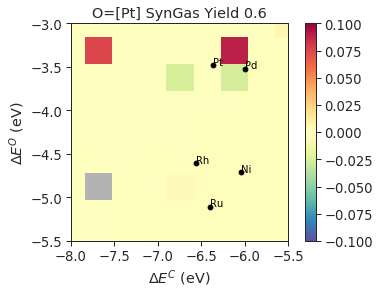 O=[Pt] SynGas Yield 0.6
−3.0
−3.5
−4.0
−4.5
−5.0
−5.5
ΔE^O (eV)
Pt
Pd
Rh
Ni
Ru
−8.0 −7.5 −7.0 −6.5 −6.0 −5.5
ΔE^C (eV)
0.100
0.075
0.050
0.025
0.000
−0.025
−0.050
−0.075
−0.100